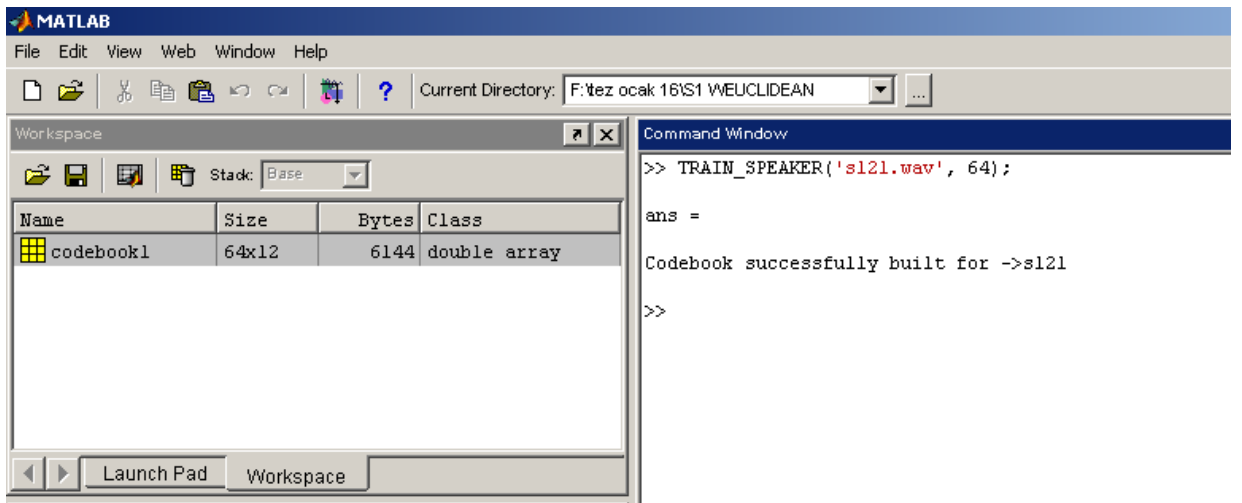 MATLAB
File Edit View Web Window Help
? Current Directory: F:\tez ocak 16\S1 WEUCLIDEAN ...
Workspace
Stack: Base
Name Size Bytes Class
codebook1 64x12 6144 double array
Launch Pad Workspace
Command Window
>> TRAIN_SPEAKER('s121.wav', 64);
ans =
Codebook successfully built for ->s121
>>